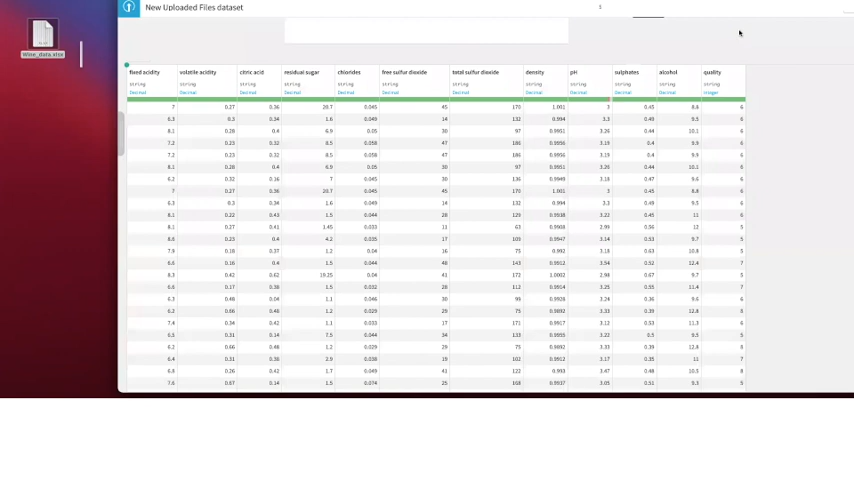 New Uploaded Files dataset
Wine_data.xlsx
fixed acidity volatile acidity citric acid residual sugar chlorides free sulfur dioxide total sulfur dioxide density pH sulphates alcohol quality
string string string string string string string string string string string string
Decimal Decimal Decimal Decimal Decimal Decimal Decimal Decimal Decimal Decimal Decimal Integer
7 0.27 0.36 20.7 0.045 45 170 1.001 3 0.45 8.8 6
6.3 0.3 0.34 1.6 0.049 14 132 0.994 3.3 0.49 9.5 6
8.1 0.28 0.4 6.9 0.05 30 97 0.9951 3.26 0.44 10.1 6
7.2 0.23 0.32 8.5 0.058 47 186 0.9956 3.19 0.4 9.9 6
7.2 0.23 0.32 8.5 0.058 47 186 0.9956 3.19 0.4 9.9 6
8.1 0.28 0.4 6.9 0.05 30 97 0.9951 3.26 0.44 10.1 6
6.2 0.32 0.16 7 0.045 30 136 0.9949 3.18 0.47 9.6 6
7 0.27 0.36 20.7 0.045 45 170 1.001 3 0.45 8.8 6
6.3 0.3 0.34 1.6 0.049 14 132 0.994 3.3 0.49 9.5 6
8.1 0.22 0.43 1.5 0.044 28 129 0.9938 3.22 0.45 11 6
8.1 0.27 0.41 1.45 0.033 11 63 0.9908 2.99 0.56 12 5
8.6 0.23 0.4 4.2 0.035 17 109 0.9947 3.14 0.53 9.7 5
7.9 0.18 0.37 1.2 0.04 16 75 0.992 3.18 0.63 10.8 5
6.6 0.16 0.4 1.5 0.044 48 143 0.9912 3.54 0.52 12.4 7
8.3 0.42 0.62 19.25 0.04 41 172 1.0002 2.98 0.67 9.7 5
6.6 0.17 0.38 1.5 0.032 28 112 0.9914 3.25 0.55 11.4 7
6.3 0.48 0.04 1.1 0.046 30 99 0.9928 3.24 0.36 9.6 6
6.2 0.66 0.48 1.2 0.029 29 75 0.9892 3.33 0.39 12.8 8
7.4 0.34 0.42 1.1 0.033 17 171 0.9917 3.12 0.53 11.3 6
6.5 0.31 0.14 7.5 0.044 34 133 0.9955 3.22 0.5 9.5 5
6.2 0.66 0.48 1.2 0.029 29 75 0.9892 3.33 0.39 12.8 8
6.4 0.31 0.38 2.9 0.038 19 102 0.9912 3.17 0.35 11 7
6.8 0.26 0.42 1.7 0.049 41 122 0.993 3.47 0.48 10.5 8
7.6 0.67 0.14 1.5 0.074 25 168 0.9937 3.05 0.51 9.3 5